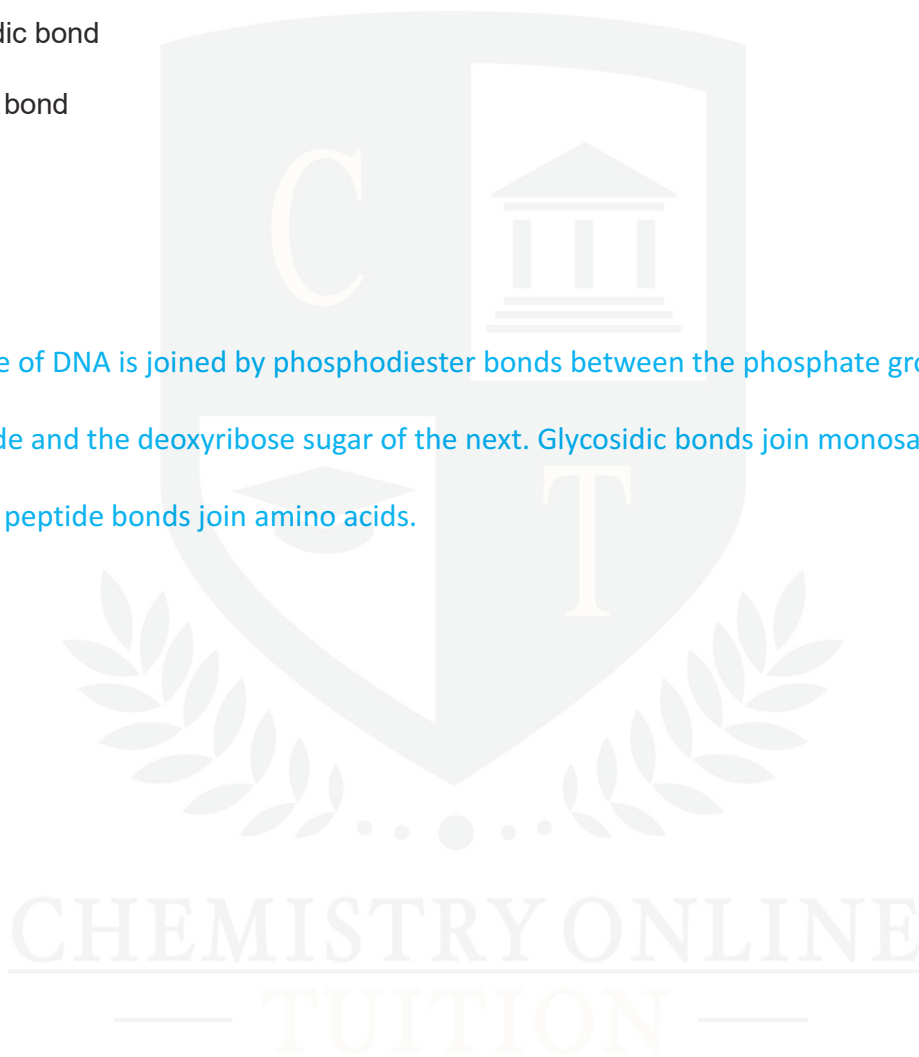 dic bond
bond
e of DNA is joined by phosphodiester bonds between the phosphate gro
de and the deoxyribose sugar of the next. Glycosidic bonds join monosa
peptide bonds join amino acids.
C
T
CHEMISTRY ONLINE
— TUITION —